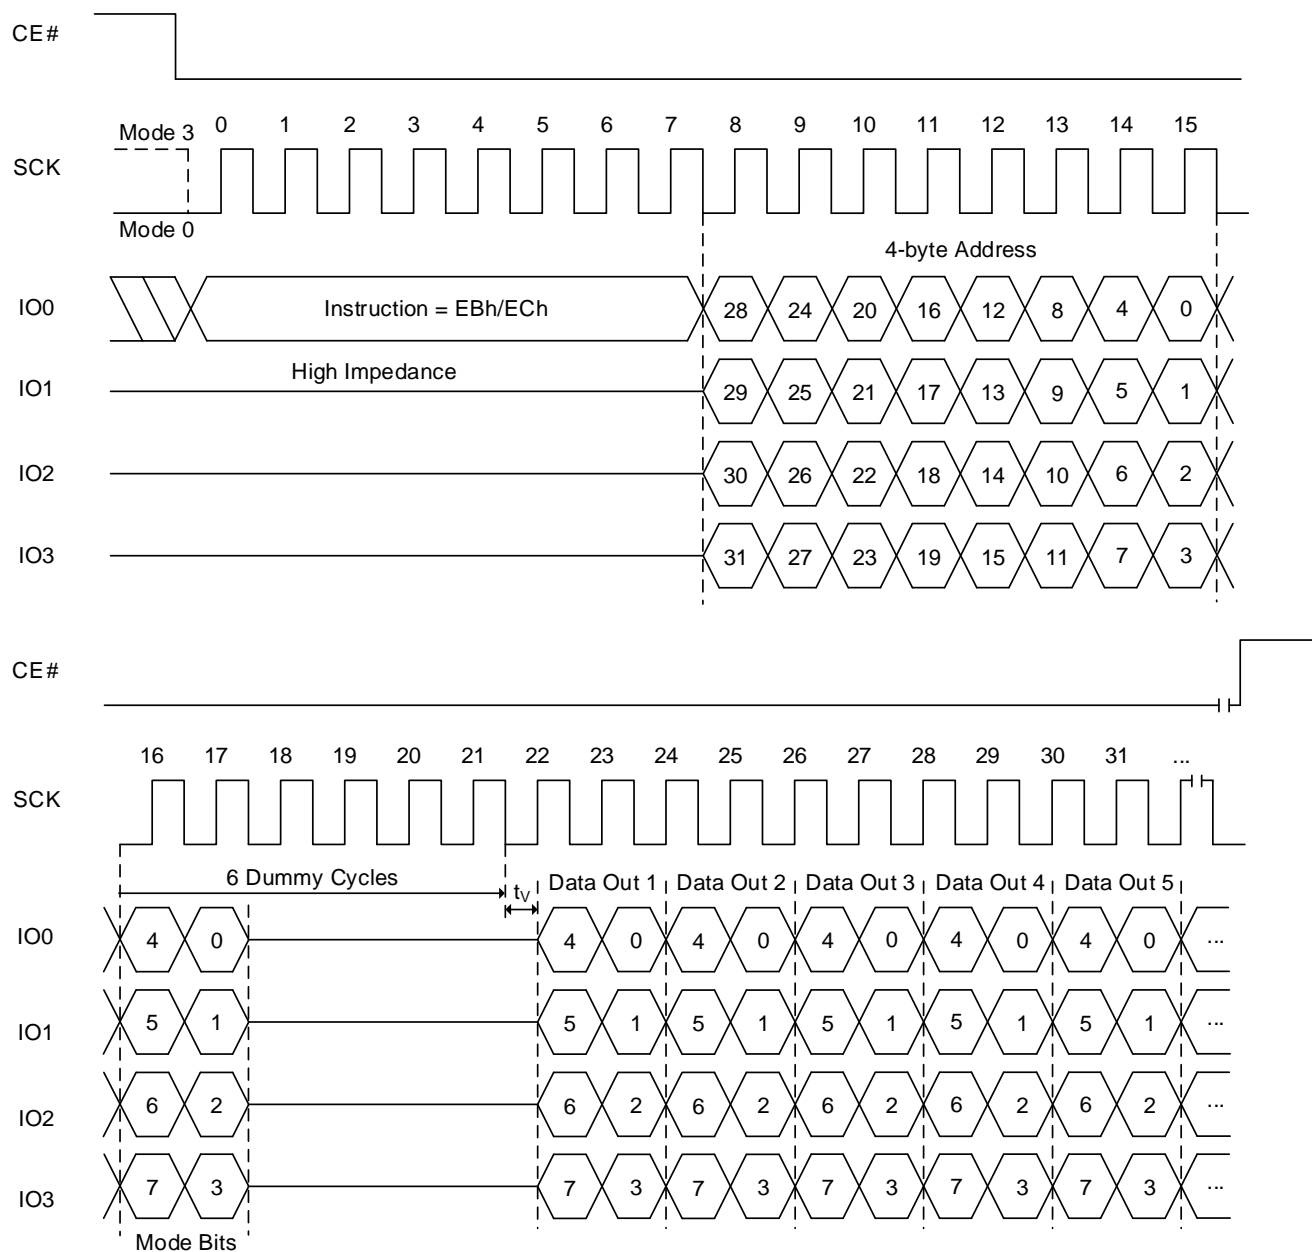 CE#
Mode 3 0 1 2 3 4 5 6 7 8 9 10 11 12 13 14 15
SCK
Mode 0
4-byte Address
IO0 Instruction = EBh/ECh 28 24 20 16 12 8 4 0
High Impedance
IO1 29 25 21 17 13 9 5 1
IO2 30 26 22 18 14 10 6 2
IO3 31 27 23 19 15 11 7 3
CE#
16 17 18 19 20 21 22 23 24 25 26 27 28 29 30 31 ...
SCK
6 Dummy Cycles tV Data Out 1 Data Out 2 Data Out 3 Data Out 4 Data Out 5
IO0 4 0 4 0 4 0 4 0 4 0 4 0 ...
IO1 5 1 5 1 5 1 5 1 5 1 5 1 ...
IO2 6 2 6 2 6 2 6 2 6 2 6 2 ...
IO3 7 3 7 3 7 3 7 3 7 3 7 3 ...
Mode Bits